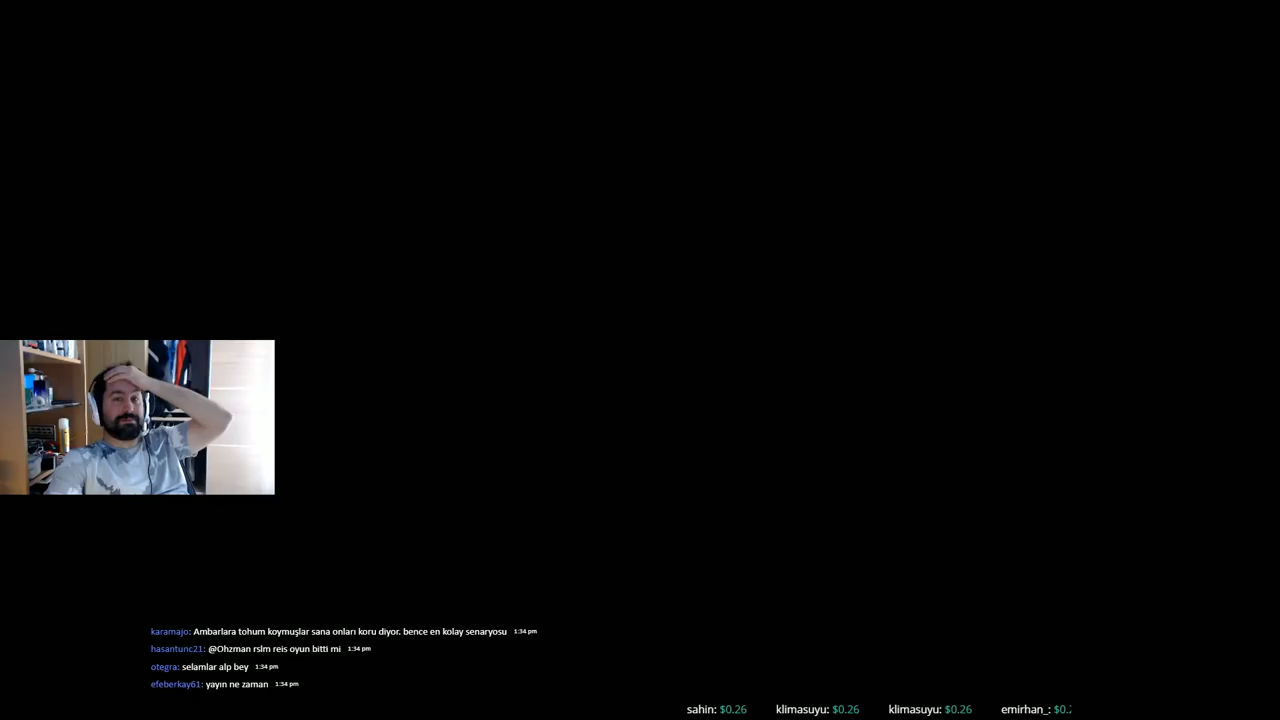 karamajo: Ambarlara tohum koymuşlar sana onları koru diyor. bence en kolay senaryosu 1:34 pm
hasantunc21: @Ohzman rslm reis oyun bitti mi 1:34 pm
otegra: selamlar alp bey 1:34 pm
efeberkay61: yayın ne zaman 1:34 pm
sahin: $0.26 klimasuyu: $0.26 klimasuyu: $0.26 emirhan_: $0.2